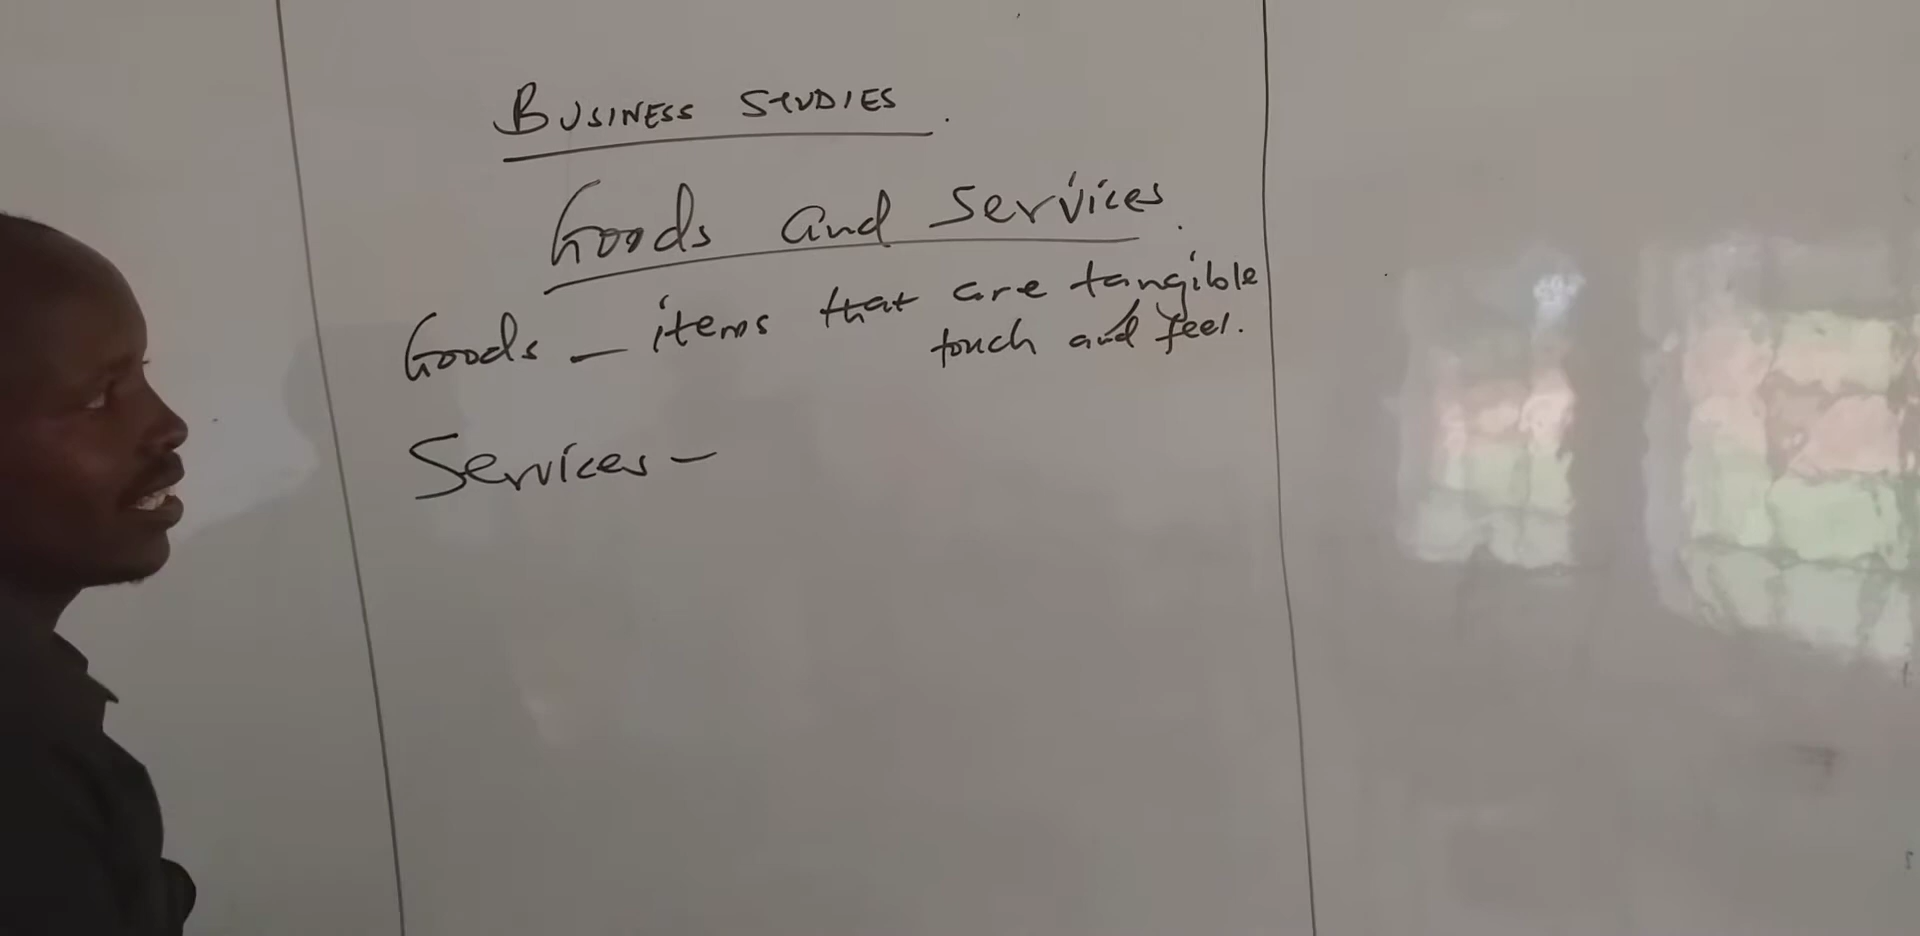 BUSINESS STUDIES.
Goods and services.
Goods - items that are tangible
touch and feel.
Services -